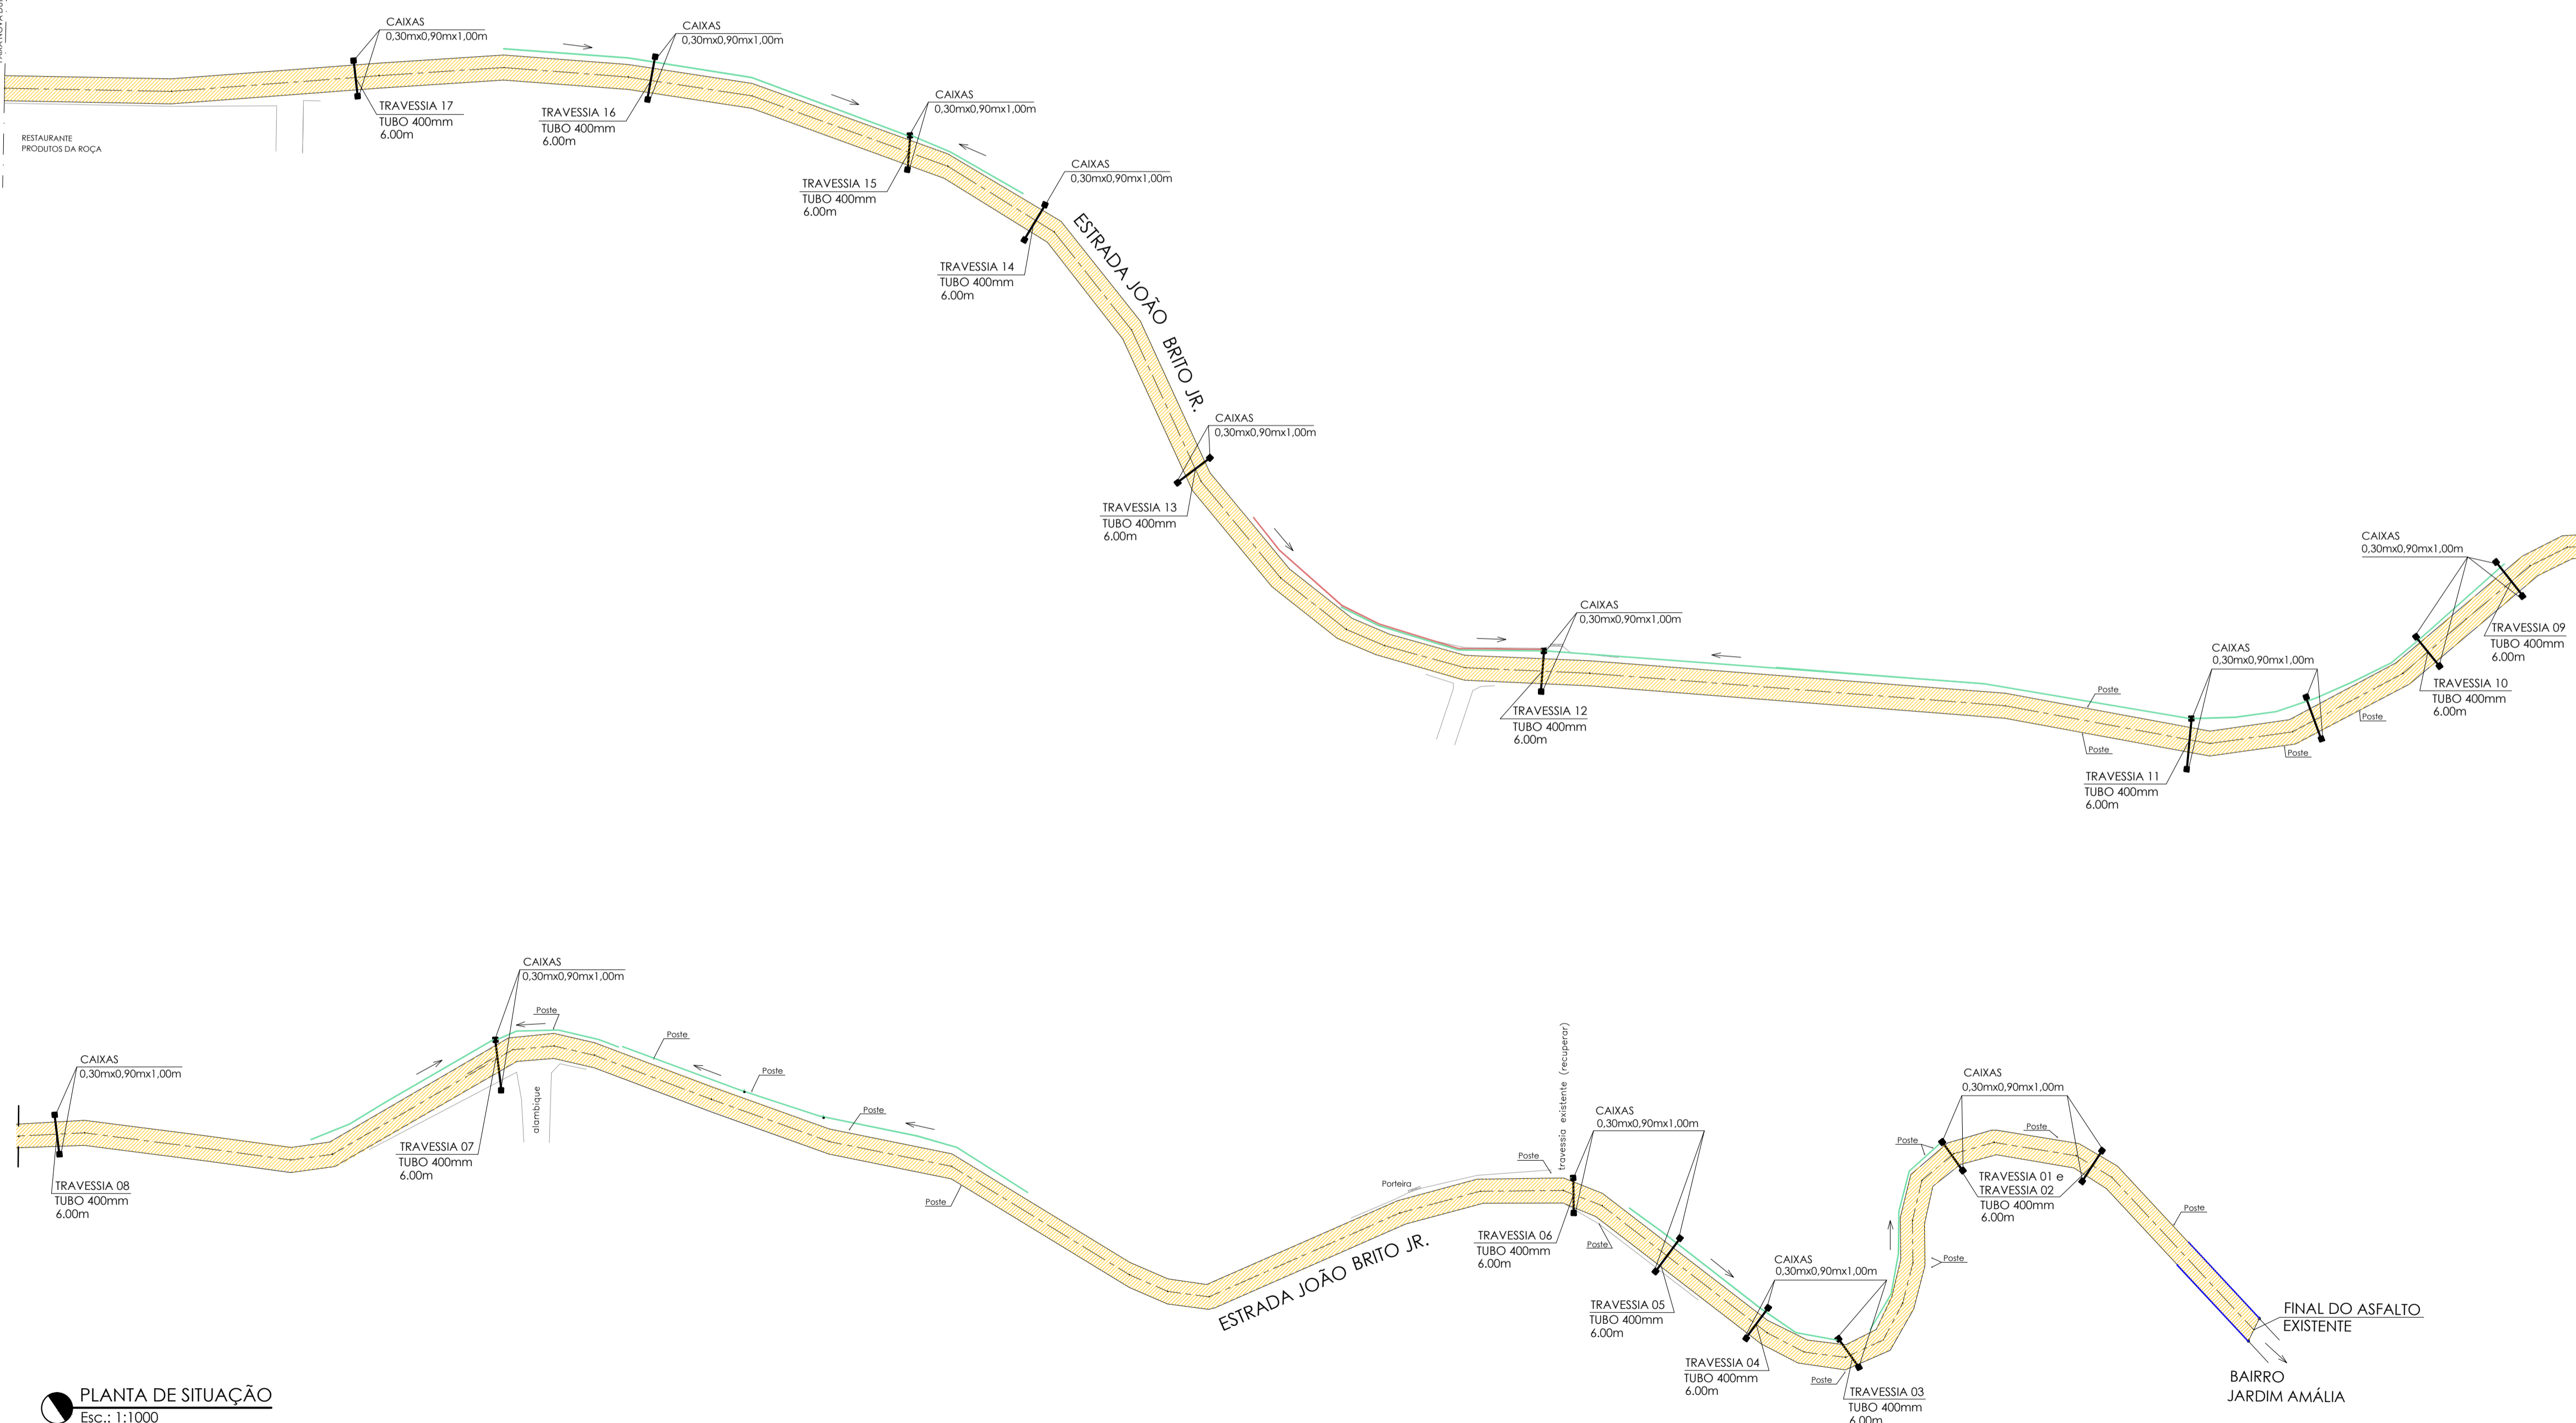 CAIXAS
0,30mx0,90mx1,00m
CAIXAS
0,30mx0,90mx1,00m
TRAVESSIA 17
TUBO 400mm
6.00m
TRAVESSIA 16
TUBO 400mm
6.00m
RESTAURANTE
PRODUTOS DA ROÇA
CAIXAS
0,30mx0,90mx1,00m
TRAVESSIA 15
TUBO 400mm
6.00m
CAIXAS
0,30mx0,90mx1,00m
TRAVESSIA 14
TUBO 400mm
6.00m
ESTRADA JOÃO BRITO JR.
CAIXAS
0,30mx0,90mx1,00m
TRAVESSIA 13
TUBO 400mm
6.00m
CAIXAS
0,30mx0,90mx1,00m
TRAVESSIA 12
TUBO 400mm
6.00m
CAIXAS
0,30mx0,90mx1,00m
TRAVESSIA 09
TUBO 400mm
6.00m
CAIXAS
0,30mx0,90mx1,00m
TRAVESSIA 10
TUBO 400mm
6.00m
Poste
Poste
Poste
Poste
TRAVESSIA 11
TUBO 400mm
6.00m
CAIXAS
0,30mx0,90mx1,00m
Poste
Poste
Poste
Poste
Poste
alambique
TRAVESSIA 07
TUBO 400mm
6.00m
CAIXAS
0,30mx0,90mx1,00m
TRAVESSIA 08
TUBO 400mm
6.00m
travessia existente (recuperar)
CAIXAS
0,30mx0,90mx1,00m
Poste
Porteira
ESTRADA JOÃO BRITO JR.
TRAVESSIA 06
TUBO 400mm
6.00m
Poste
TRAVESSIA 05
TUBO 400mm
6.00m
CAIXAS
0,30mx0,90mx1,00m
TRAVESSIA 04
TUBO 400mm
6.00m
Poste
TRAVESSIA 03
TUBO 400mm
6.00m
CAIXAS
0,30mx0,90mx1,00m
Poste
Poste
TRAVESSIA 01 e
TRAVESSIA 02
TUBO 400mm
6.00m
Poste
Poste
FINAL DO ASFALTO
EXISTENTE
BAIRRO
JARDIM AMÁLIA
PLANTA DE SITUAÇÃO
Esc.: 1:1000